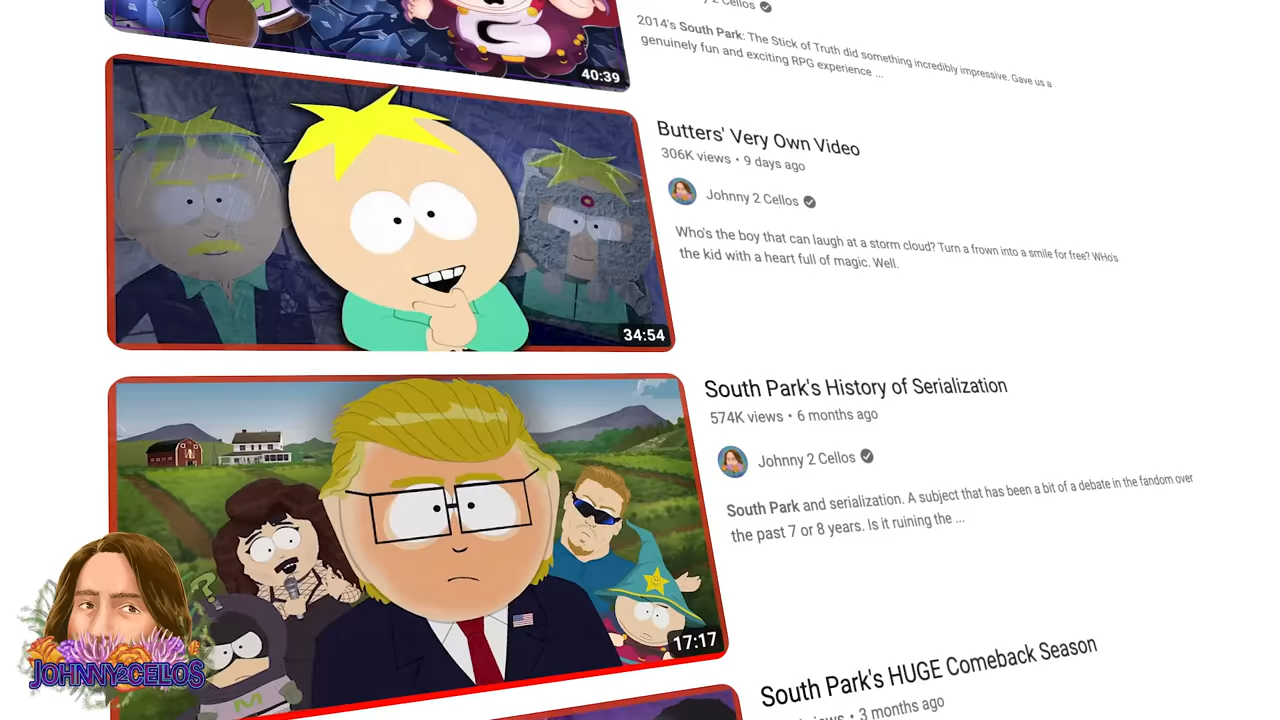 2 Cellos
2014's South Park: The Stick of Truth did something incredibly impressive. Gave us a
genuinely fun and exciting RPG experience ...
40:39
Butters' Very Own Video
306K views • 9 days ago
Johnny 2 Cellos
Who's the boy that can laugh at a storm cloud? Turn a frown into a smile for free? WHo's
the kid with a heart full of magic. Well.
34:54
South Park's History of Serialization
574K views • 6 months ago
Johnny 2 Cellos
South Park and serialization. A subject that has been a bit of a debate in the fandom over
the past 7 or 8 years. Is it ruining the ...
17:17
?
M
JOHNNY2CELLOS
South Park's HUGE Comeback Season
views • 3 months ago